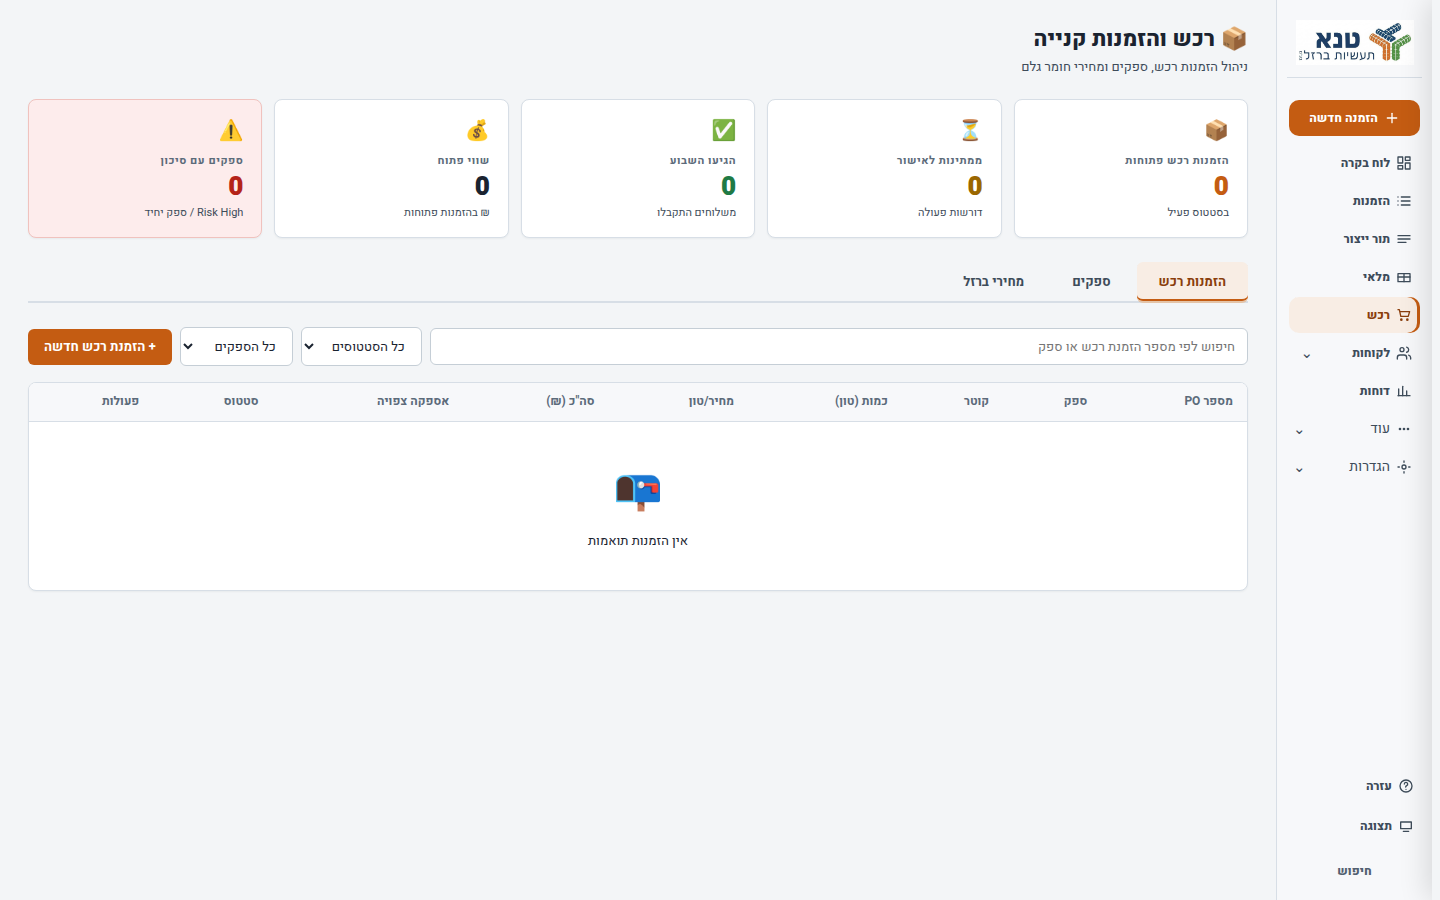 טנא
תעשיות ברזל
+ הזמנה חדשה
לוח בקרה
הזמנות
תור ייצור
מלאי
רכש
לקוחות
דוחות
עוד
הגדרות
עזרה
תצוגה
חיפוש
רכש והזמנות קנייה
ניהול הזמנות רכש, ספקים ומחירי חומר גלם
הזמנות רכש פתוחות
0
בסטטוס פעיל
ממתינות לאישור
0
דורשות פעולה
הגיעו השבוע
0
משלוחים התקבלו
שווי פתוח
0
₪ בהזמנות פתוחות
ספקים עם סיכון
0
Risk High / ספק יחיד
הזמנות רכש
ספקים
מחירי ברזל
חיפוש לפי מספר הזמנת רכש או ספק
כל הסטטוסים
כל הספקים
+ הזמנת רכש חדשה
מספר PO ספק קוטר כמות (טון) מחיר/טון סה"כ (₪) אספקה צפויה סטטוס פעולות
אין הזמנות תואמות